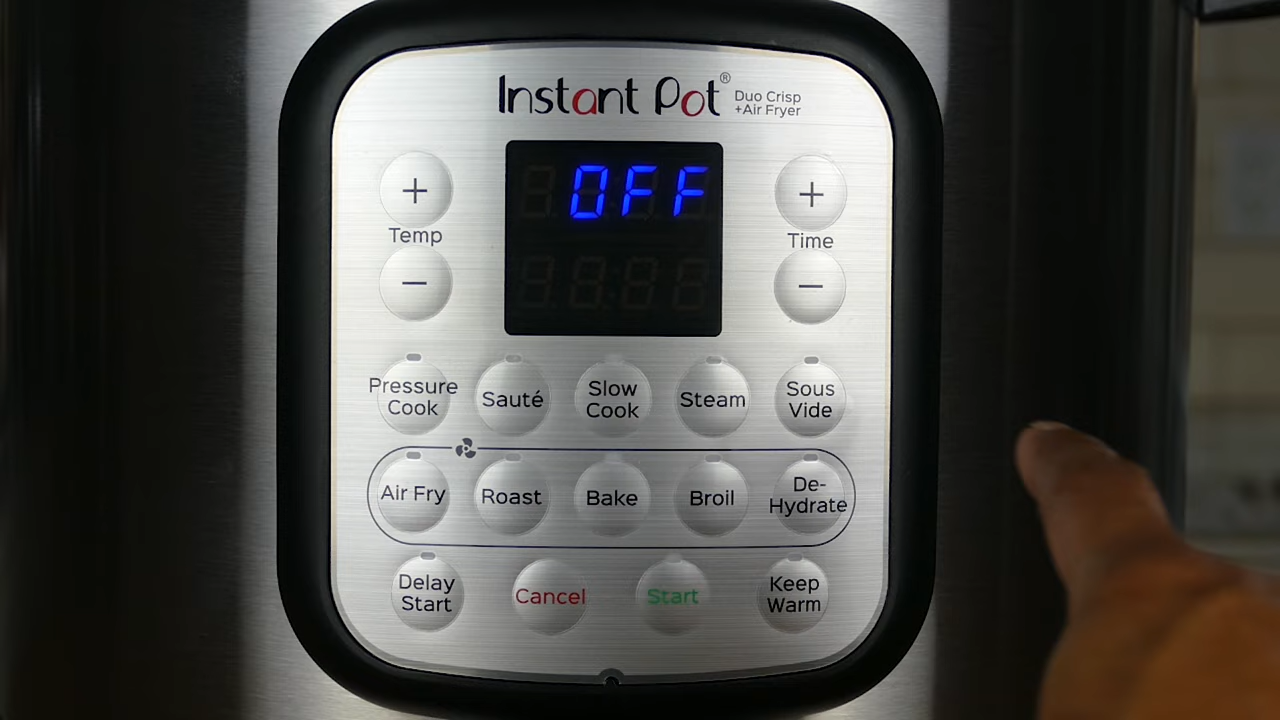 Instant Pot®
Duo Crisp
+Air Fryer
OFF
+
+
Temp
Time
−
−
Pressure
Cook
Sauté
Slow
Cook
Steam
Sous
Vide
Air Fry
Roast
Bake
Broil
De-
Hydrate
Delay
Start
Cancel
Start
Keep
Warm